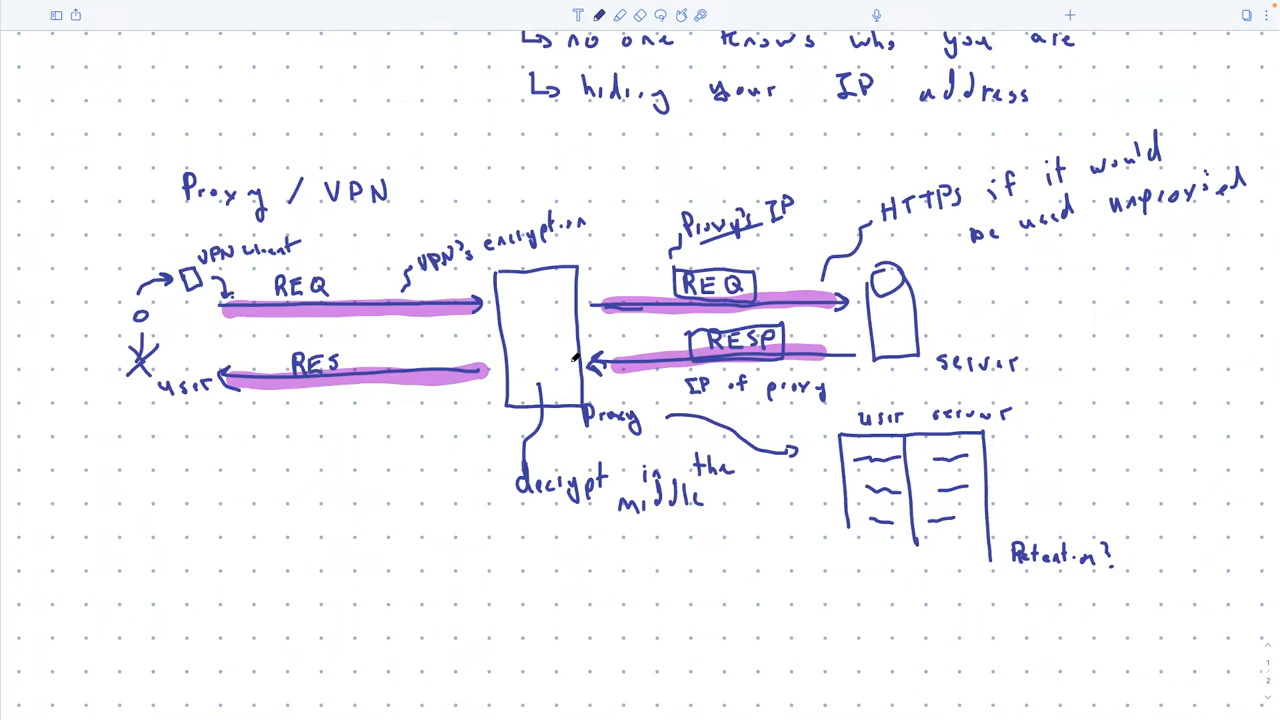 ↳ no one knows who you are
↳ hiding your IP address
Proxy / VPN
HTTPS if it would
be used unproxied
Proxy's IP
VPN client
VPN's encryption
REQ
REQ
RES
RESP
user
server
IP of proxy
Proxy
decrypt in the
middle
user server
Retention?
1
2